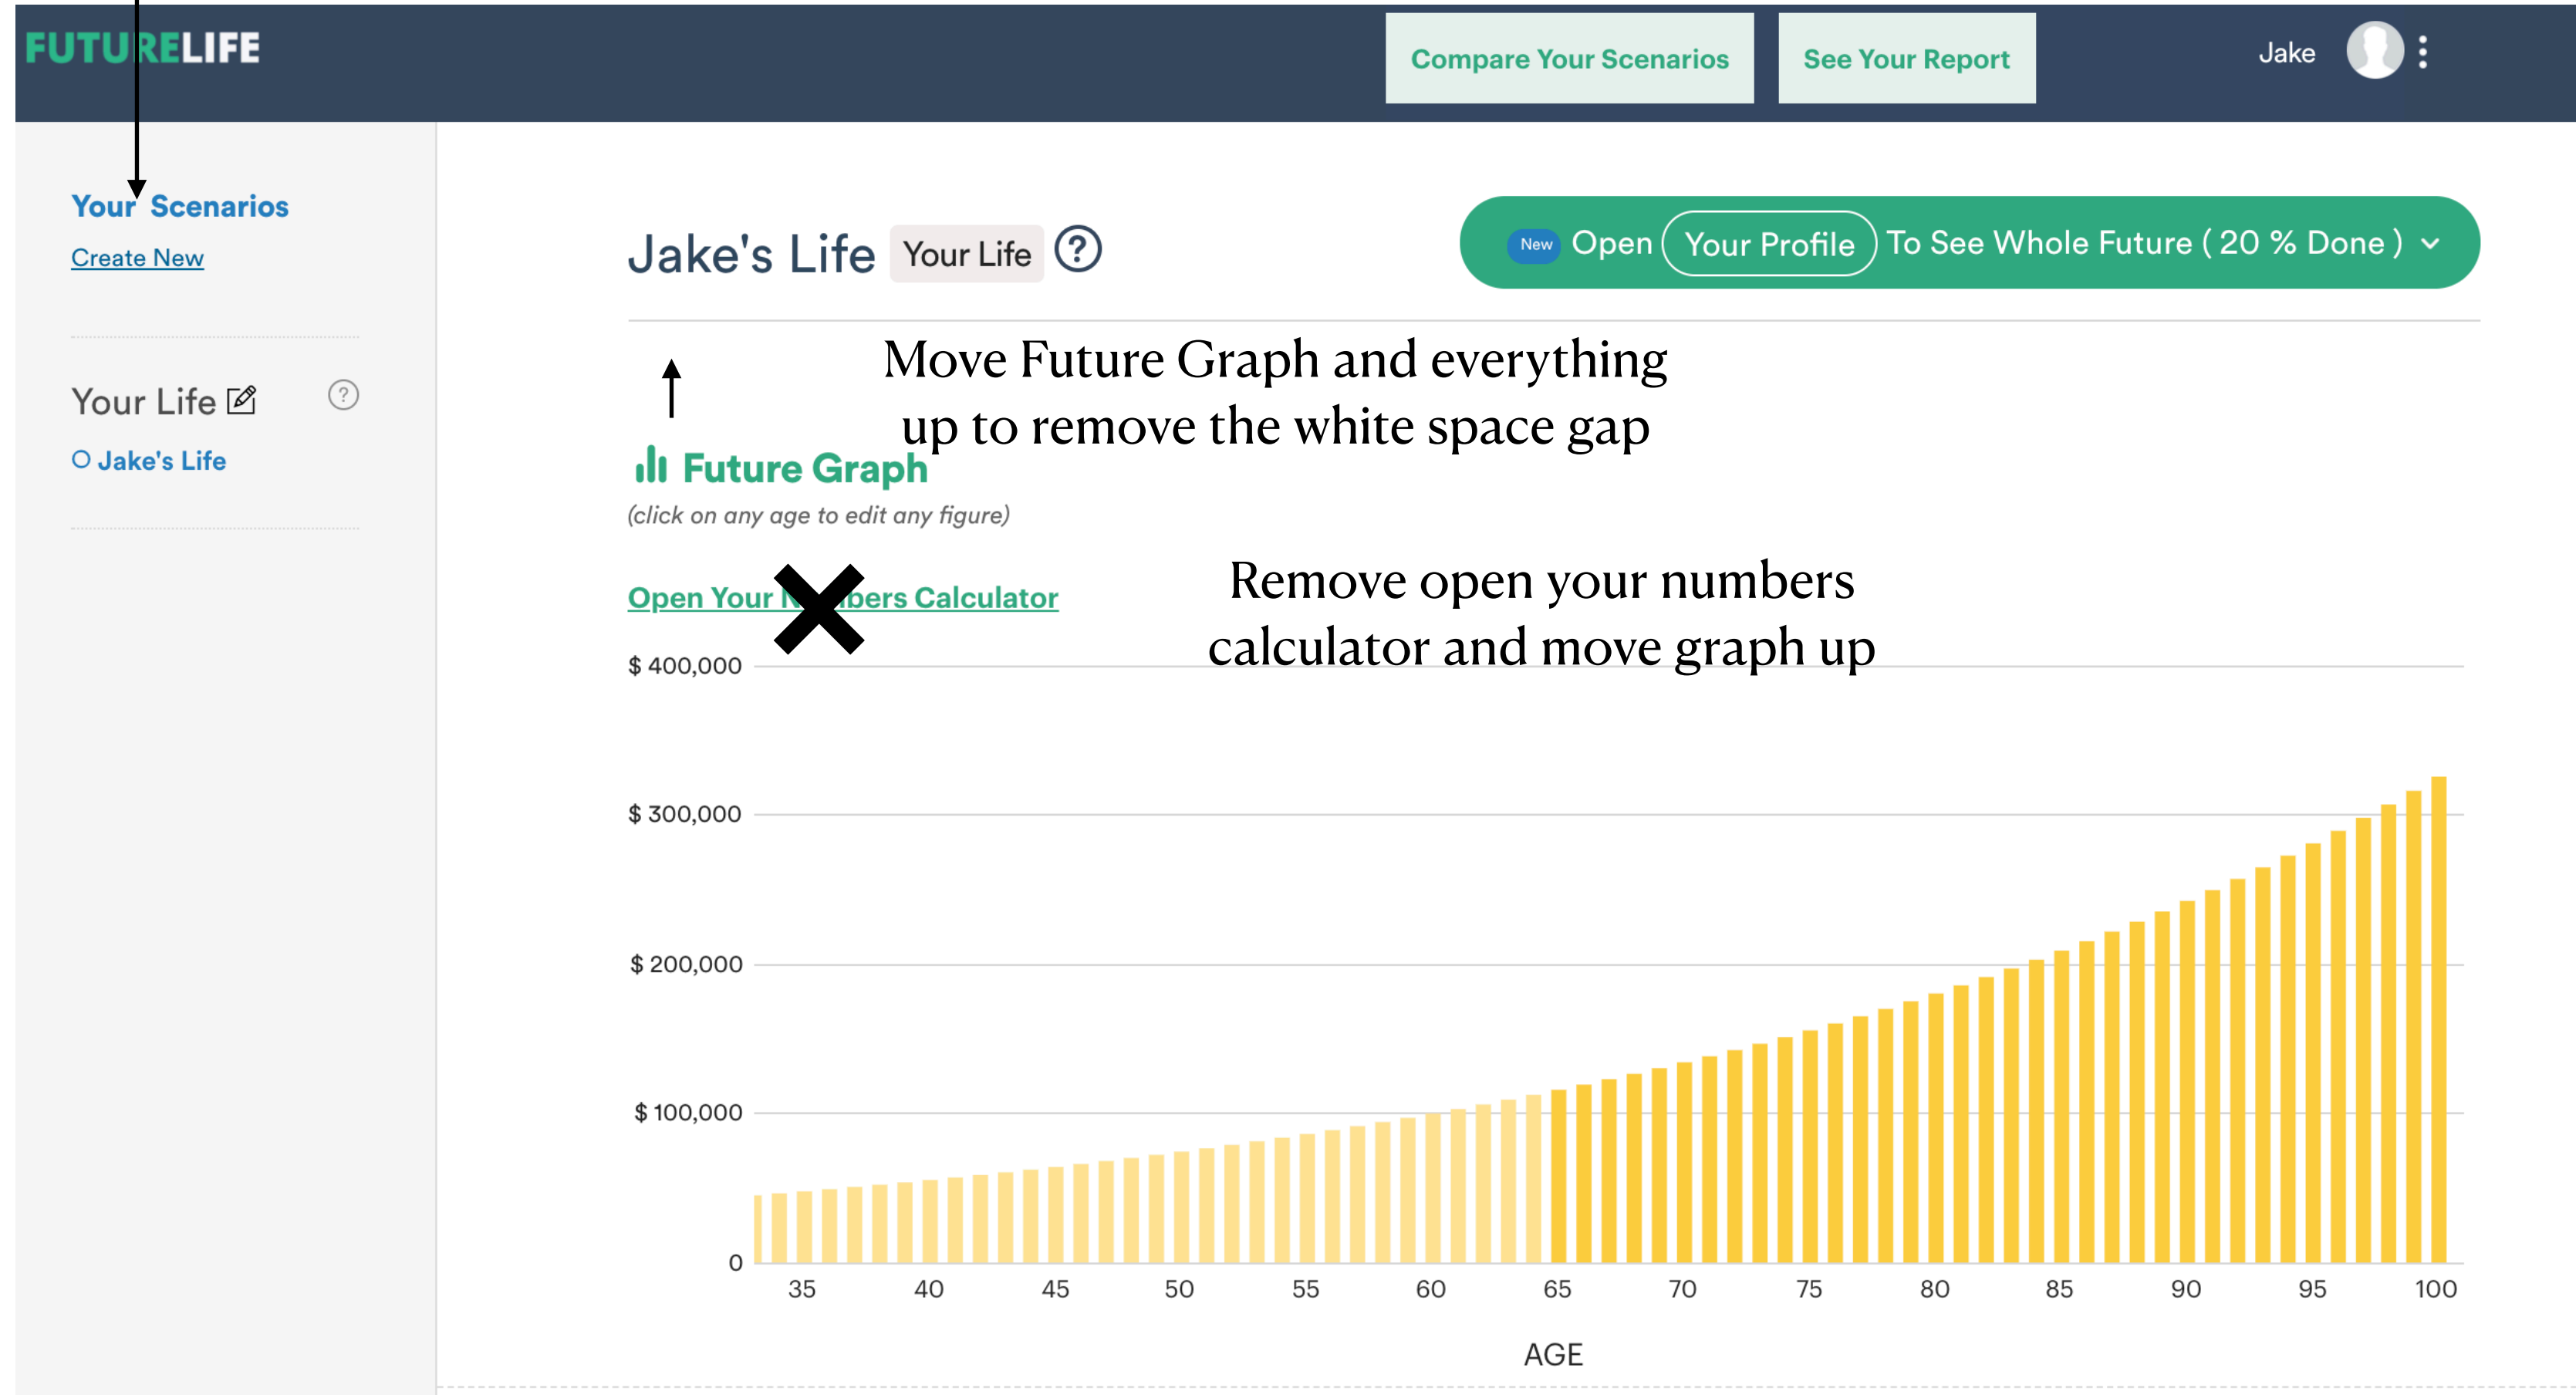 FUTURELIFE
Compare Your Scenarios
See Your Report
Jake
Your Scenarios
Create New
Your Life
?
Jake's Life
Jake's Life
Your Life
?
New Open Your Profile To See Whole Future ( 20 % Done )
Move Future Graph and everything
up to remove the white space gap
Future Graph
(click on any age to edit any figure)
Open Your Numbers Calculator
Remove open your numbers
calculator and move graph up
$ 400,000
$ 300,000
$ 200,000
$ 100,000
0
35 40 45 50 55 60 65 70 75 80 85 90 95 100
AGE